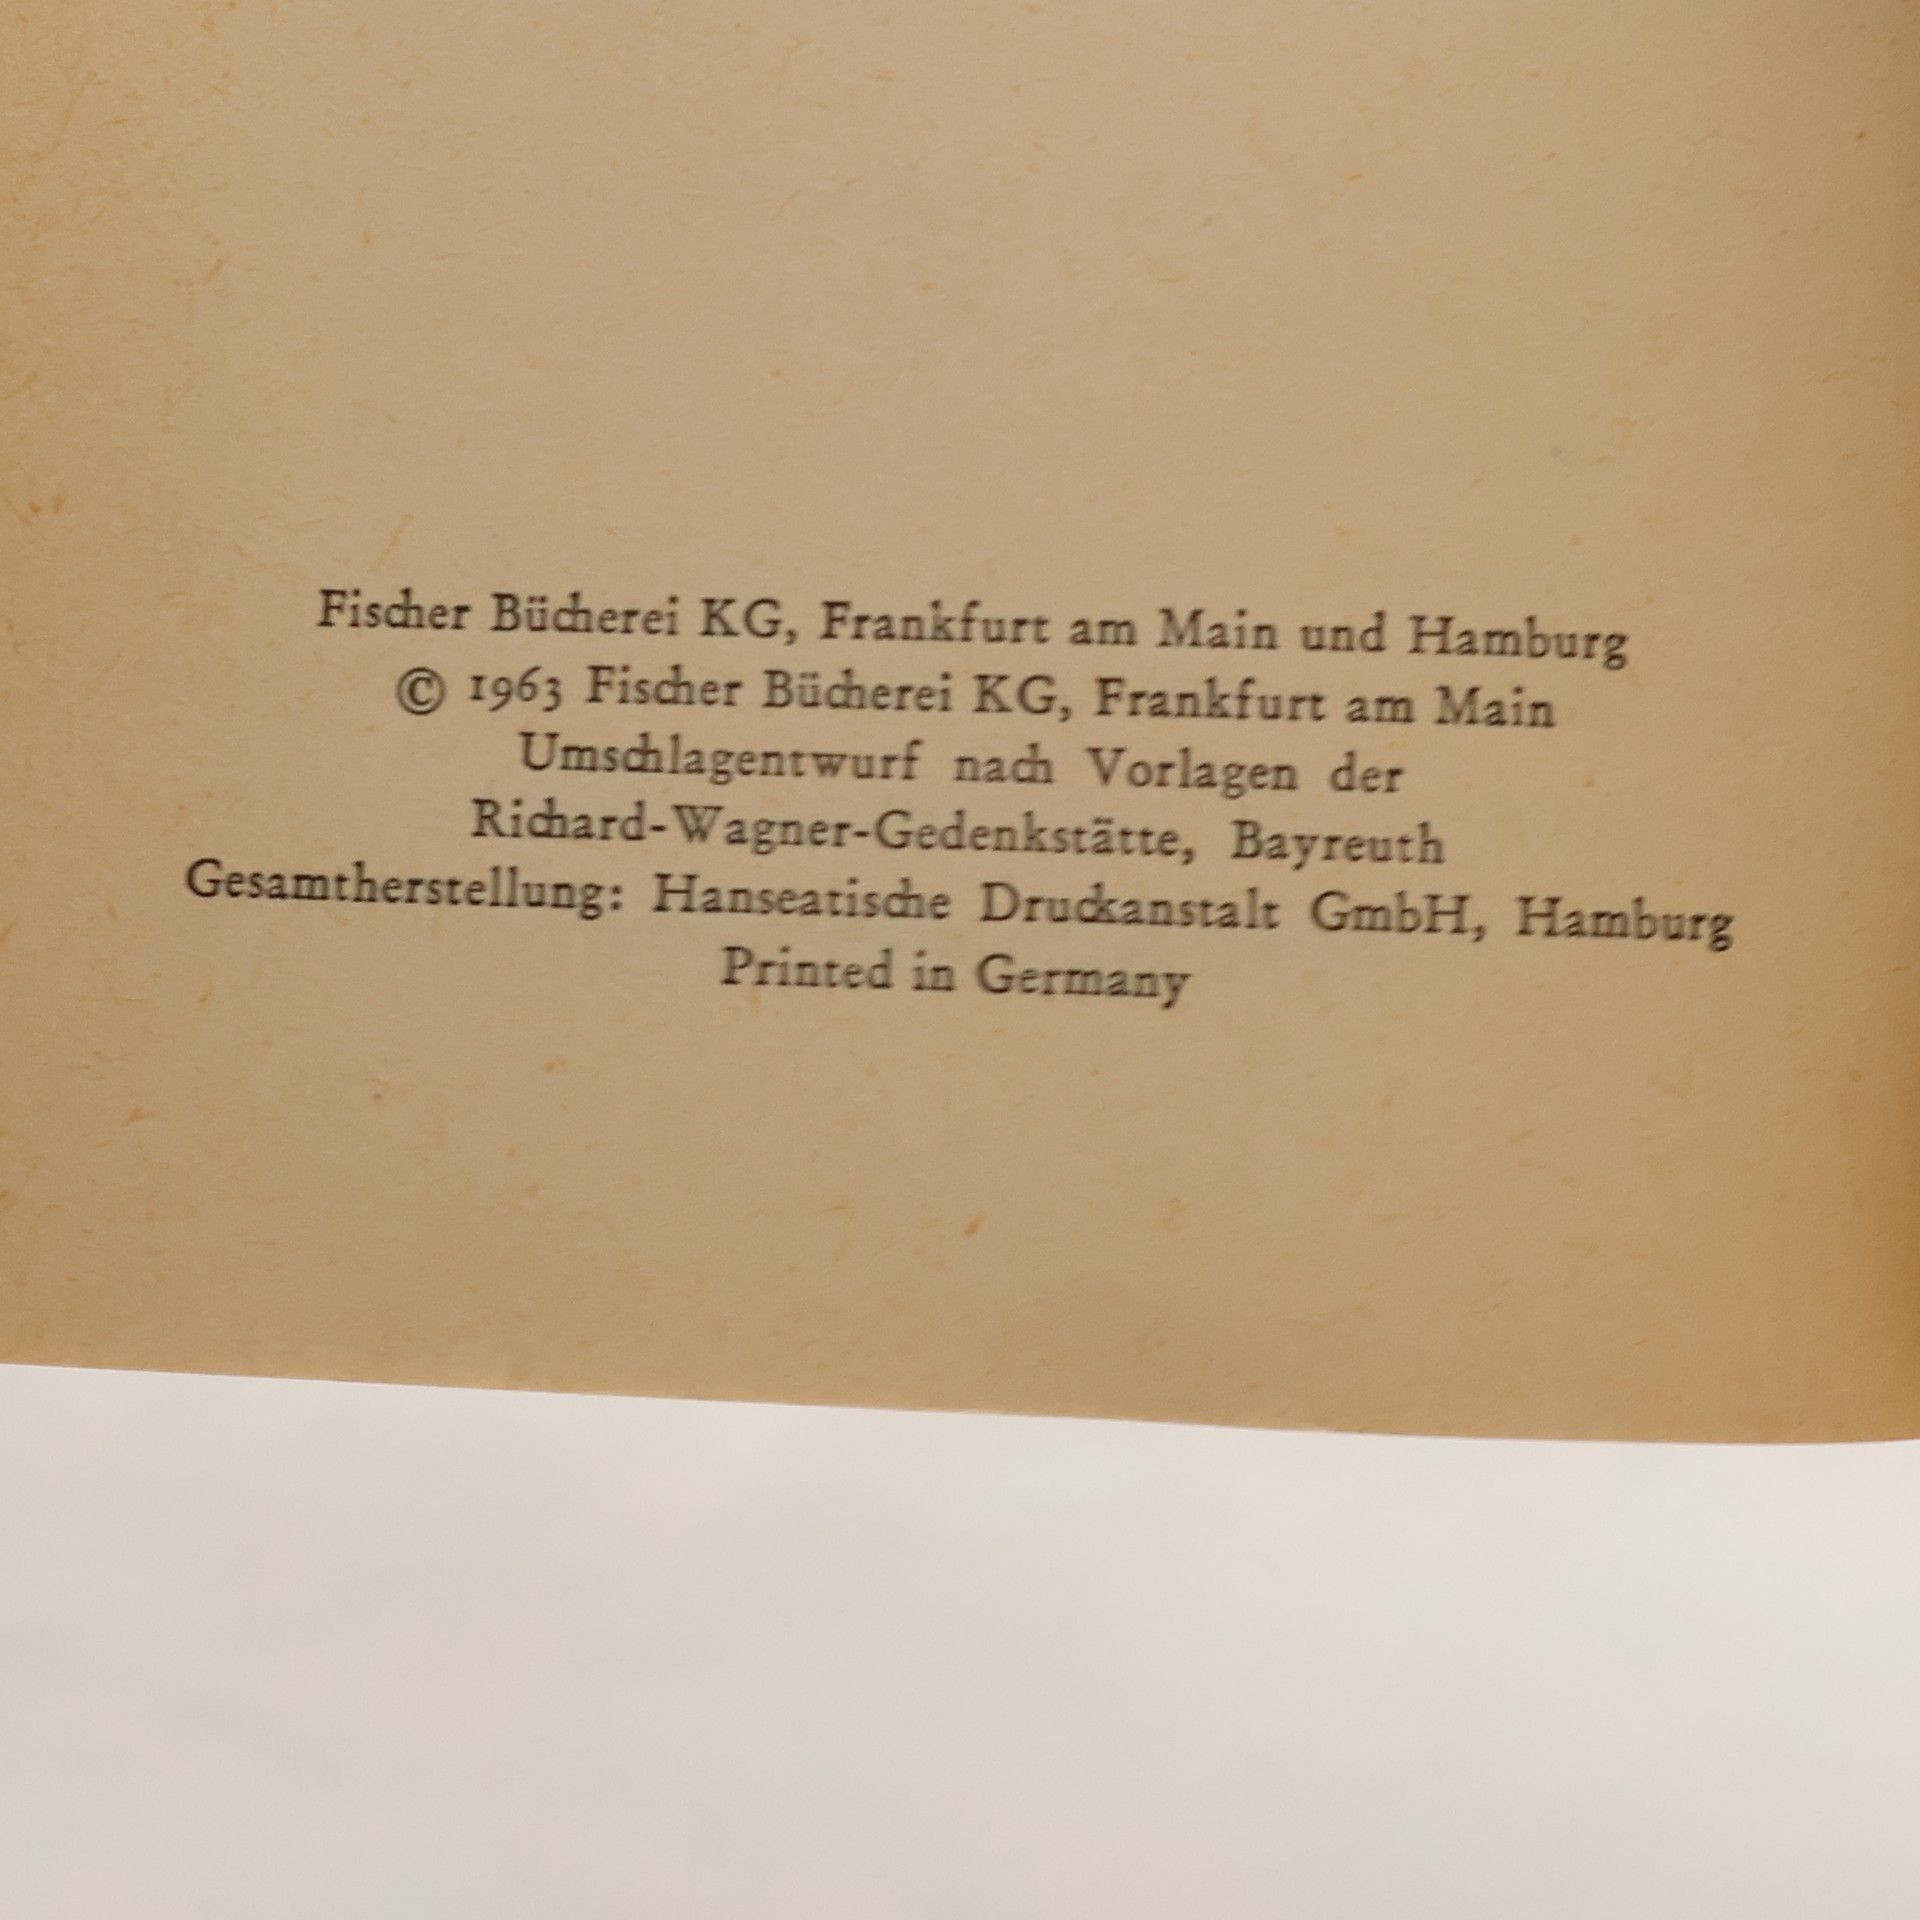 Fischer Bücherei KG, Frankfurt am Main und Hamburg
© 1963 Fischer Bücherei KG, Frankfurt am Main
Umschlagentwurf nach Vorlagen der
Richard-Wagner-Gedenkstätte, Bayreuth
Gesamtherstellung: Hanseatische Druckanstalt GmbH, Hamburg
Printed in Germany